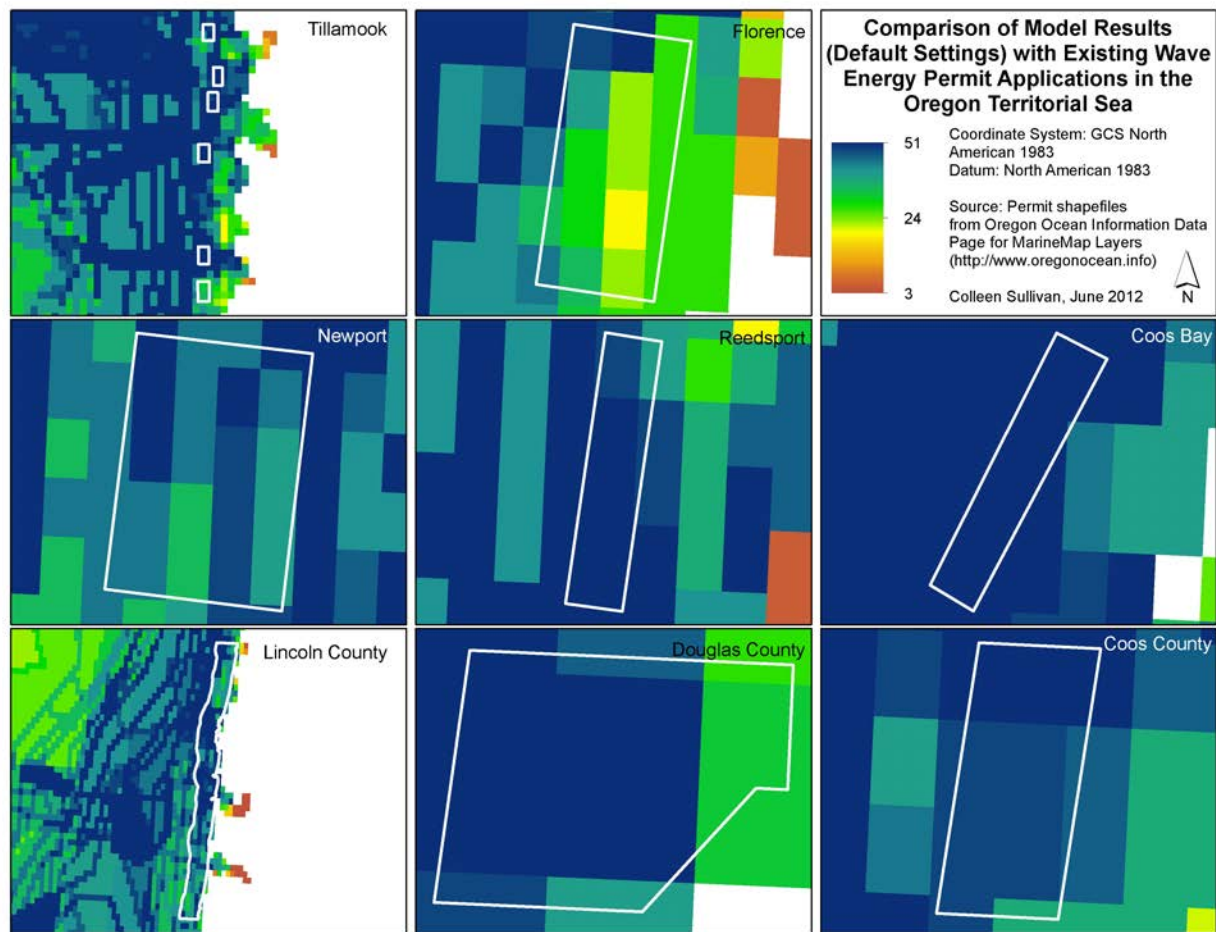 Tillamook
Florence
Comparison of Model Results
(Default Settings) with Existing Wave
Energy Permit Applications in the
Oregon Territorial Sea
51
24
3
Coordinate System: GCS North
American 1983
Datum: North American 1983
Source: Permit shapefiles
from Oregon Ocean Information Data
Page for MarineMap Layers
(http://www.oregonocean.info)
Colleen Sullivan, June 2012
N
Newport
Reedsport
Coos Bay
Lincoln County
Douglas County
Coos County